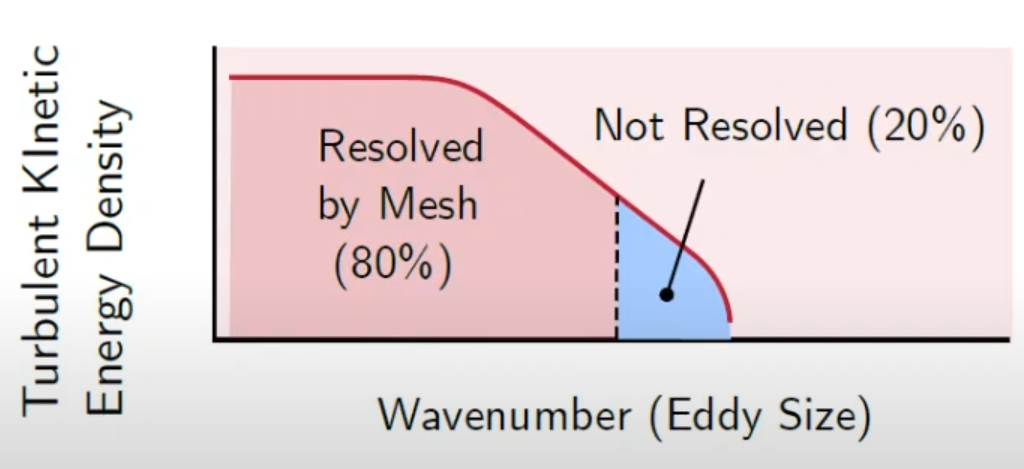 Turbulent KInetic
Energy Density
Resolved
by Mesh
(80%)
Not Resolved (20%)
Wavenumber (Eddy Size)